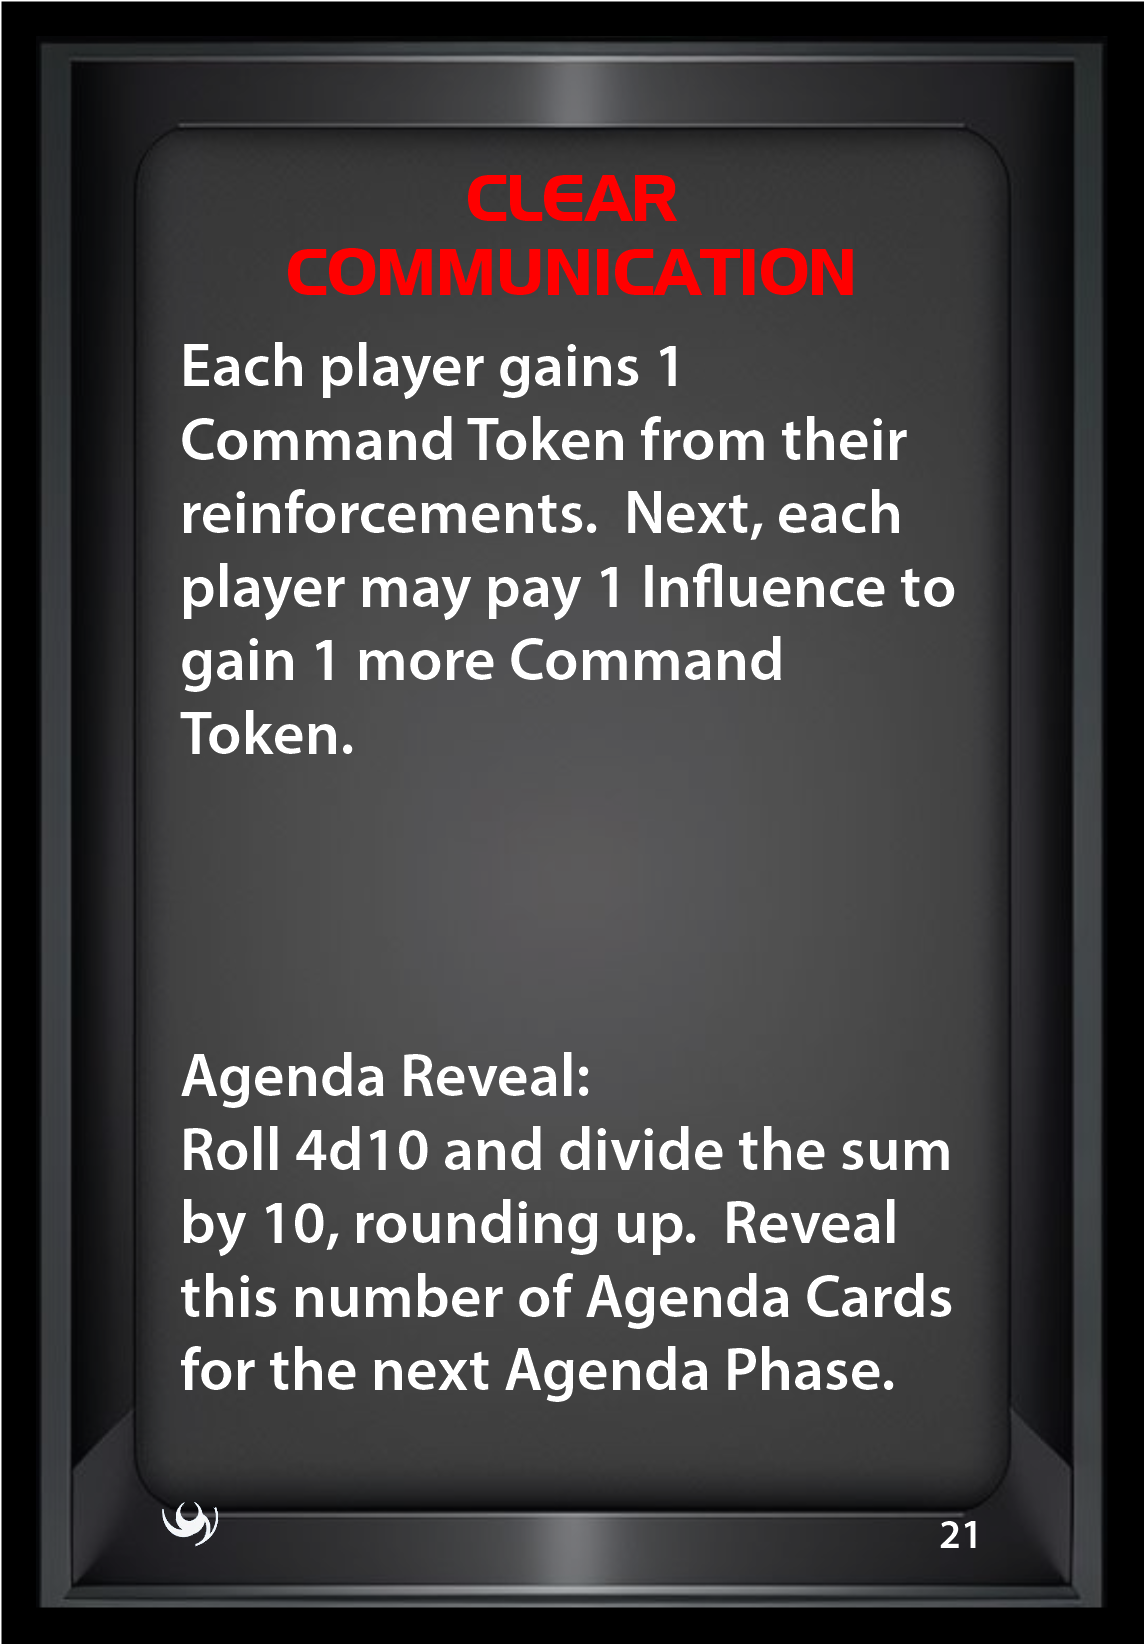 CLEAR
COMMUNICATION
Each player gains 1
Command Token from their
reinforcements.  Next, each
player may pay 1 Influence to
gain 1 more Command
Token.
Agenda Reveal:
Roll 4d10 and divide the sum
by 10, rounding up.  Reveal
this number of Agenda Cards
for the next Agenda Phase.
21